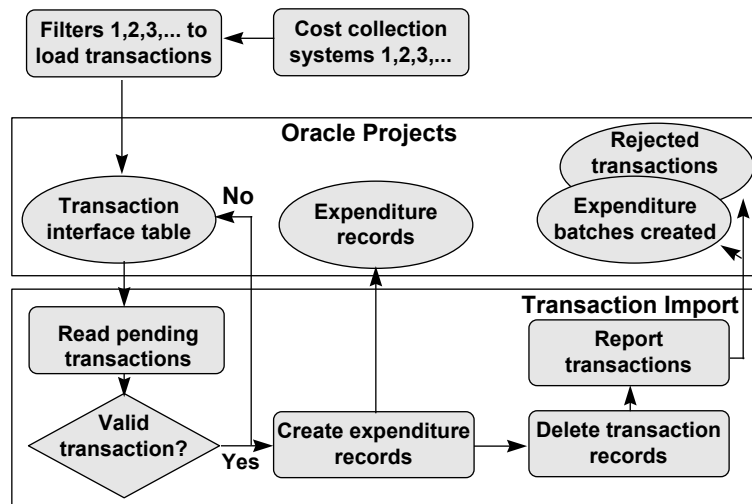 Filters 1,2,3,... to
load transactions
Cost collection
systems 1,2,3,...
Oracle Projects
Rejected
transactions
No
Transaction
interface table
Expenditure
records
Expenditure
batches created
Transaction Import
Read pending
transactions
Report
transactions
Valid
transaction?
Yes
Create expenditure
records
Delete transaction
records